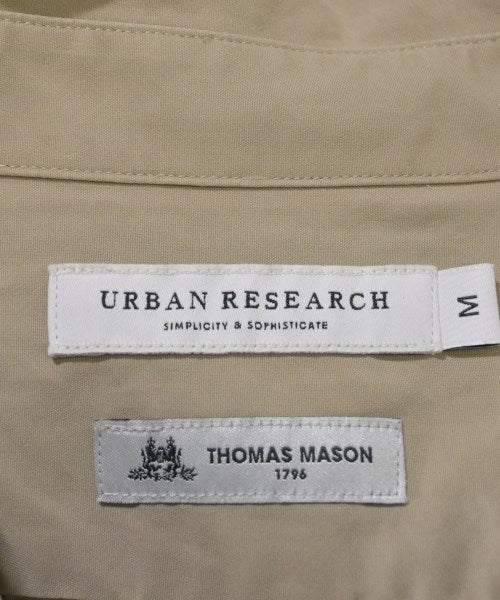 URBAN RESEARCH
SIMPLICITY & SOPHISTICATE
M
THOMAS MASON
1796